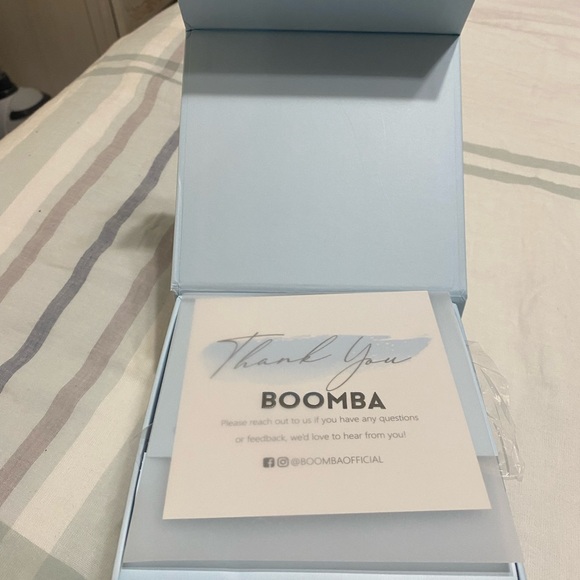 Thank You
BOOMBA
Please reach out to us if you have any questions
or feedback, we'd love to hear from you!
@BOOMBAOFFICIAL